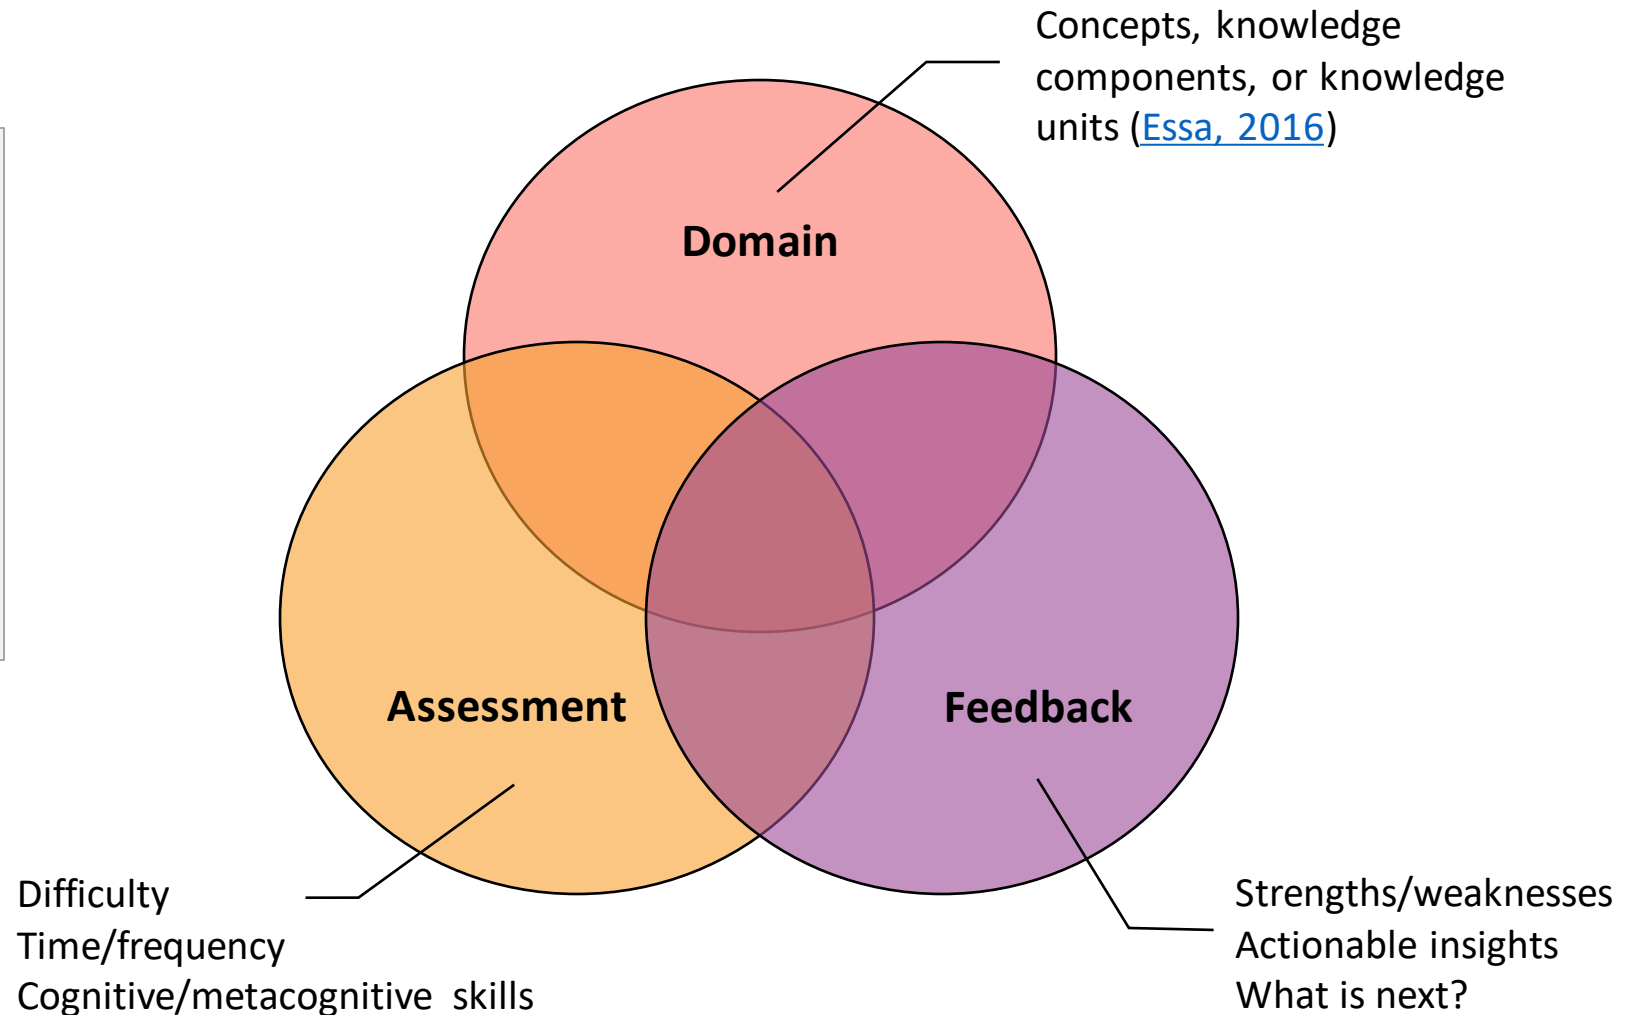 Concepts, knowledge
components, or knowledge
units (Essa, 2016)
Domain
Assessment
Feedback
Difficulty
Time/frequency
Cognitive/metacognitive skills
Strengths/weaknesses
Actionable insights
What is next?